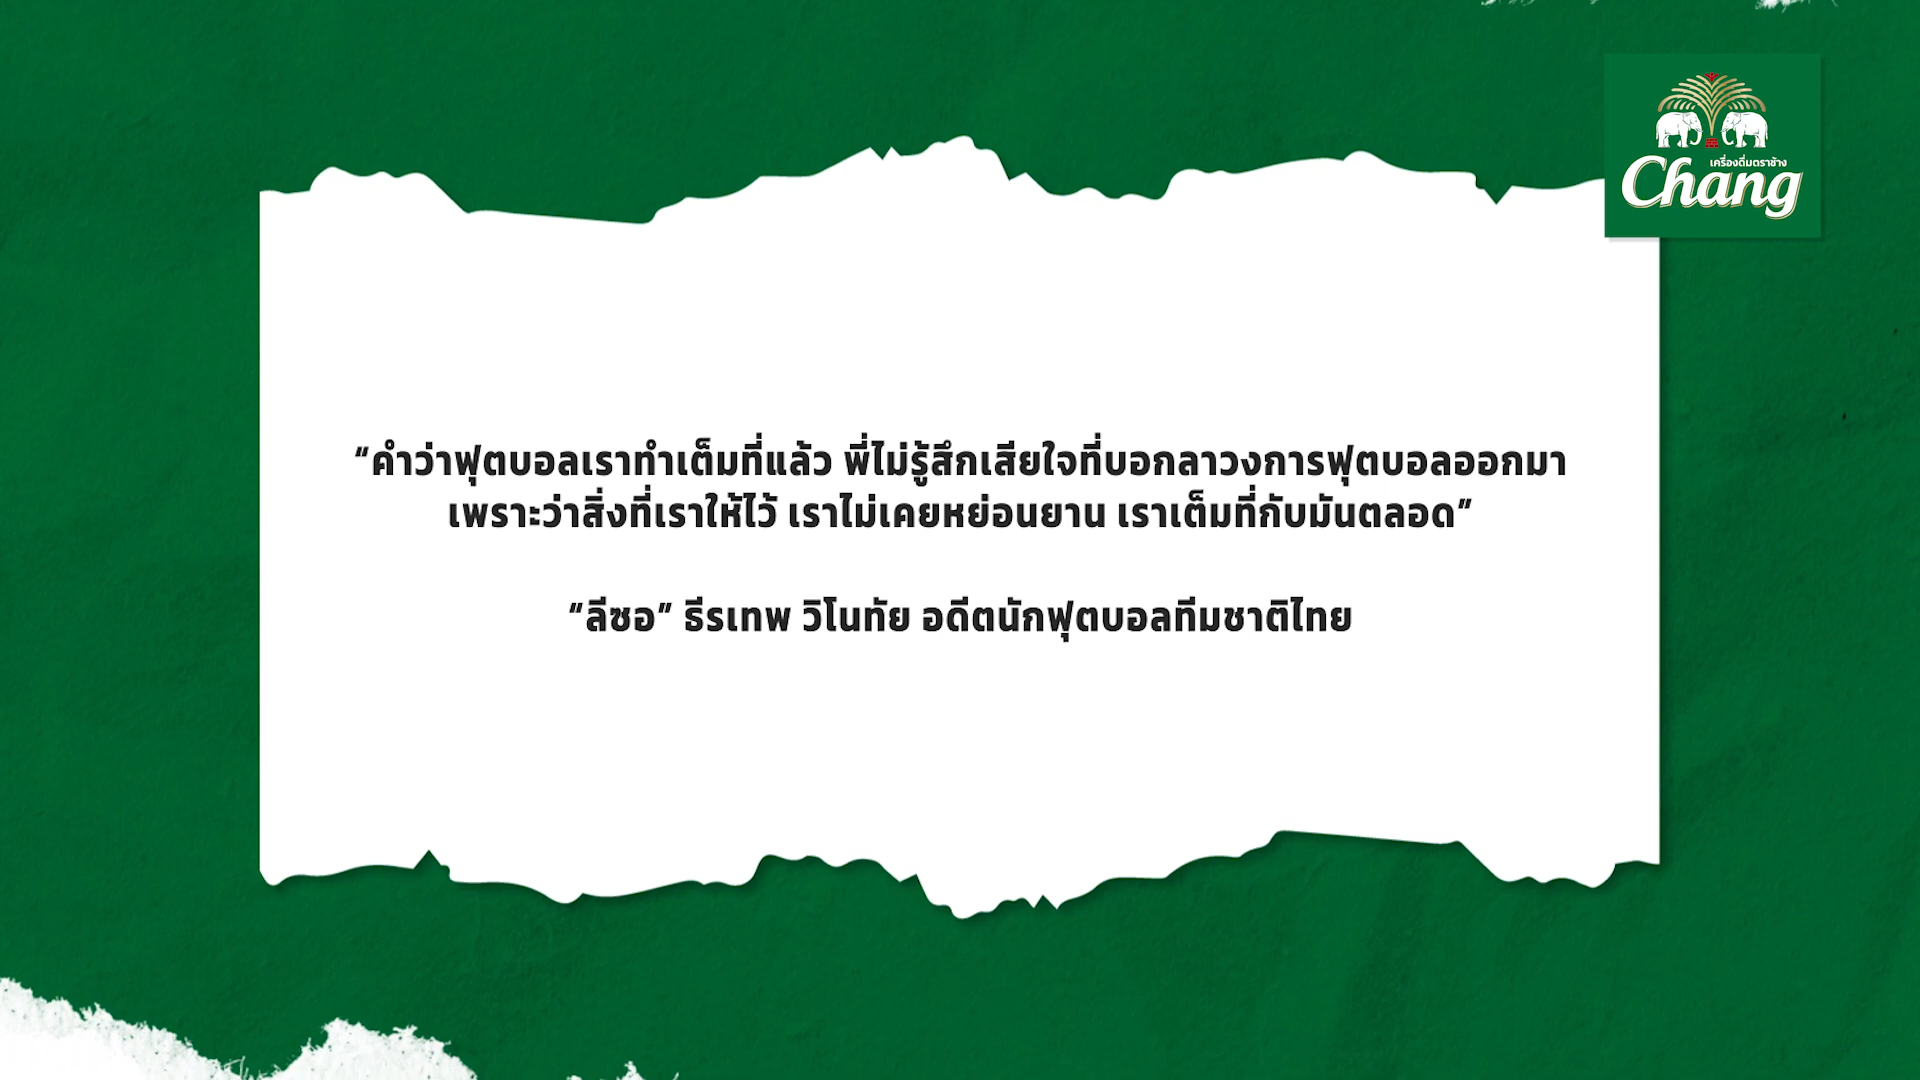 เครื่องดื่มตราช้าง
Chang
“คำว่าฟุตบอลเราทำเต็มที่แล้ว พี่ไม่รู้สึกเสียใจที่บอกลาวงการฟุตบอลออกมา
เพราะว่าสิ่งที่เราให้ไว้ เราไม่เคยหย่อนยาน เราเต็มที่กับมันตลอด”
“ลีซอ” ธีรเทพ วิโนทัย อดีตนักฟุตบอลทีมชาติไทย